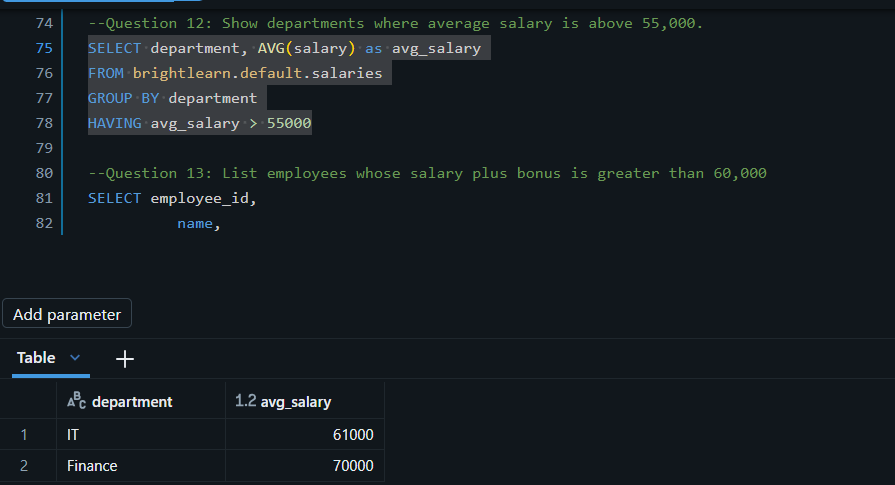 74 --Question 12: Show departments where average salary is above 55,000.
75 SELECT department, AVG(salary) as avg_salary
76 FROM brightlearn.default.salaries
77 GROUP BY department
78 HAVING avg_salary > 55000
79
80 --Question 13: List employees whose salary plus bonus is greater than 60,000
81 SELECT employee_id,
82 name,
Add parameter
Table +
ABC department 1.2 avg_salary
1 IT 61000
2 Finance 70000